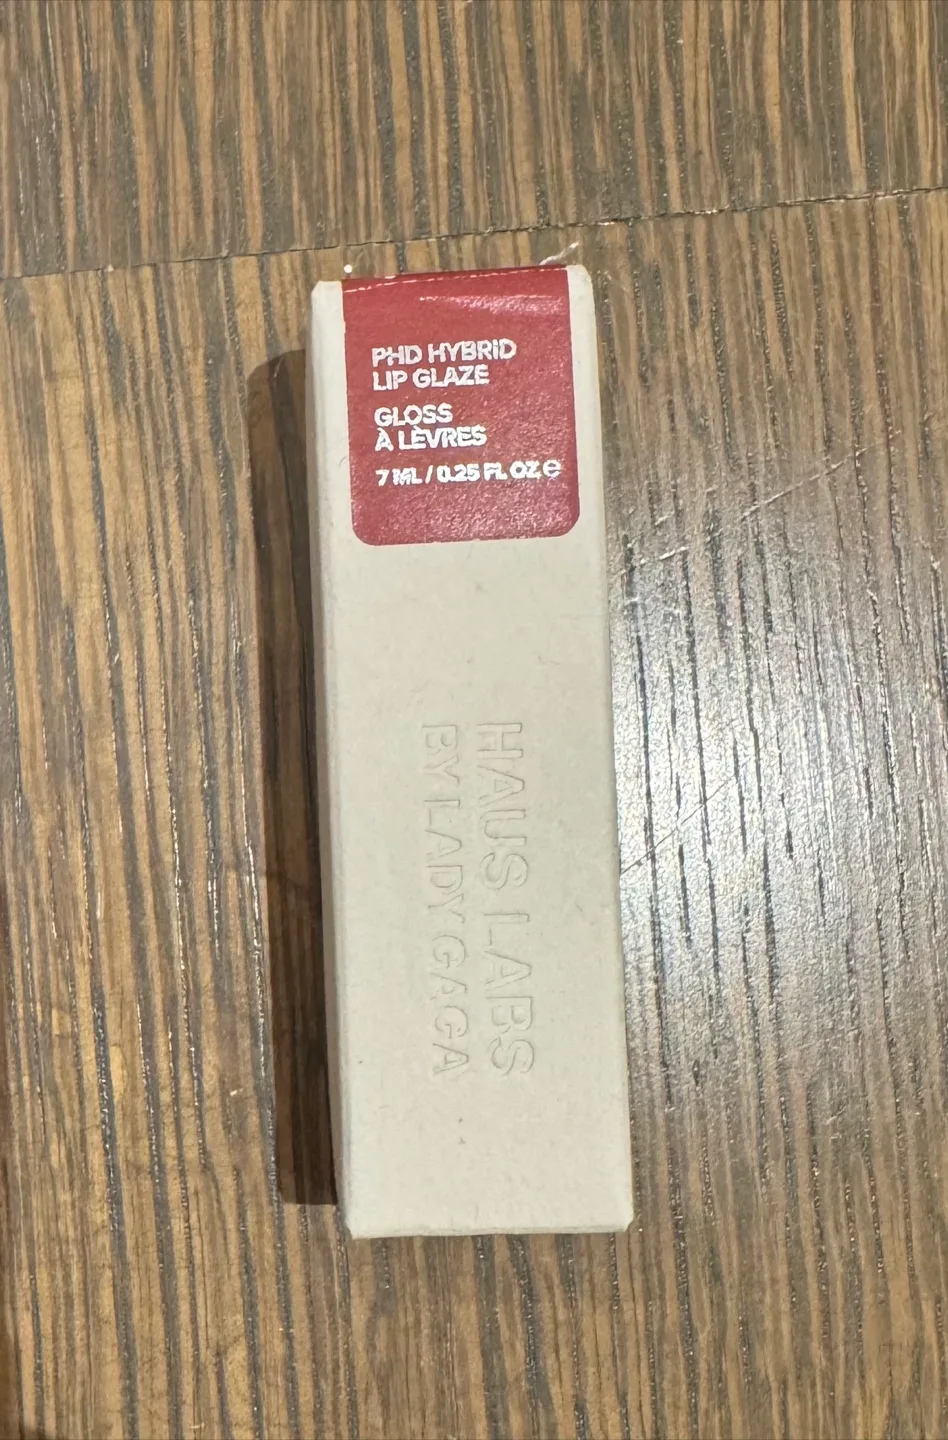 PHD HYBRID
LIP GLAZE
GLOSS
À LÈVRES
7 ML / 0.25 FL OZ ℮
HAUS LABS
BY LADY GAGA